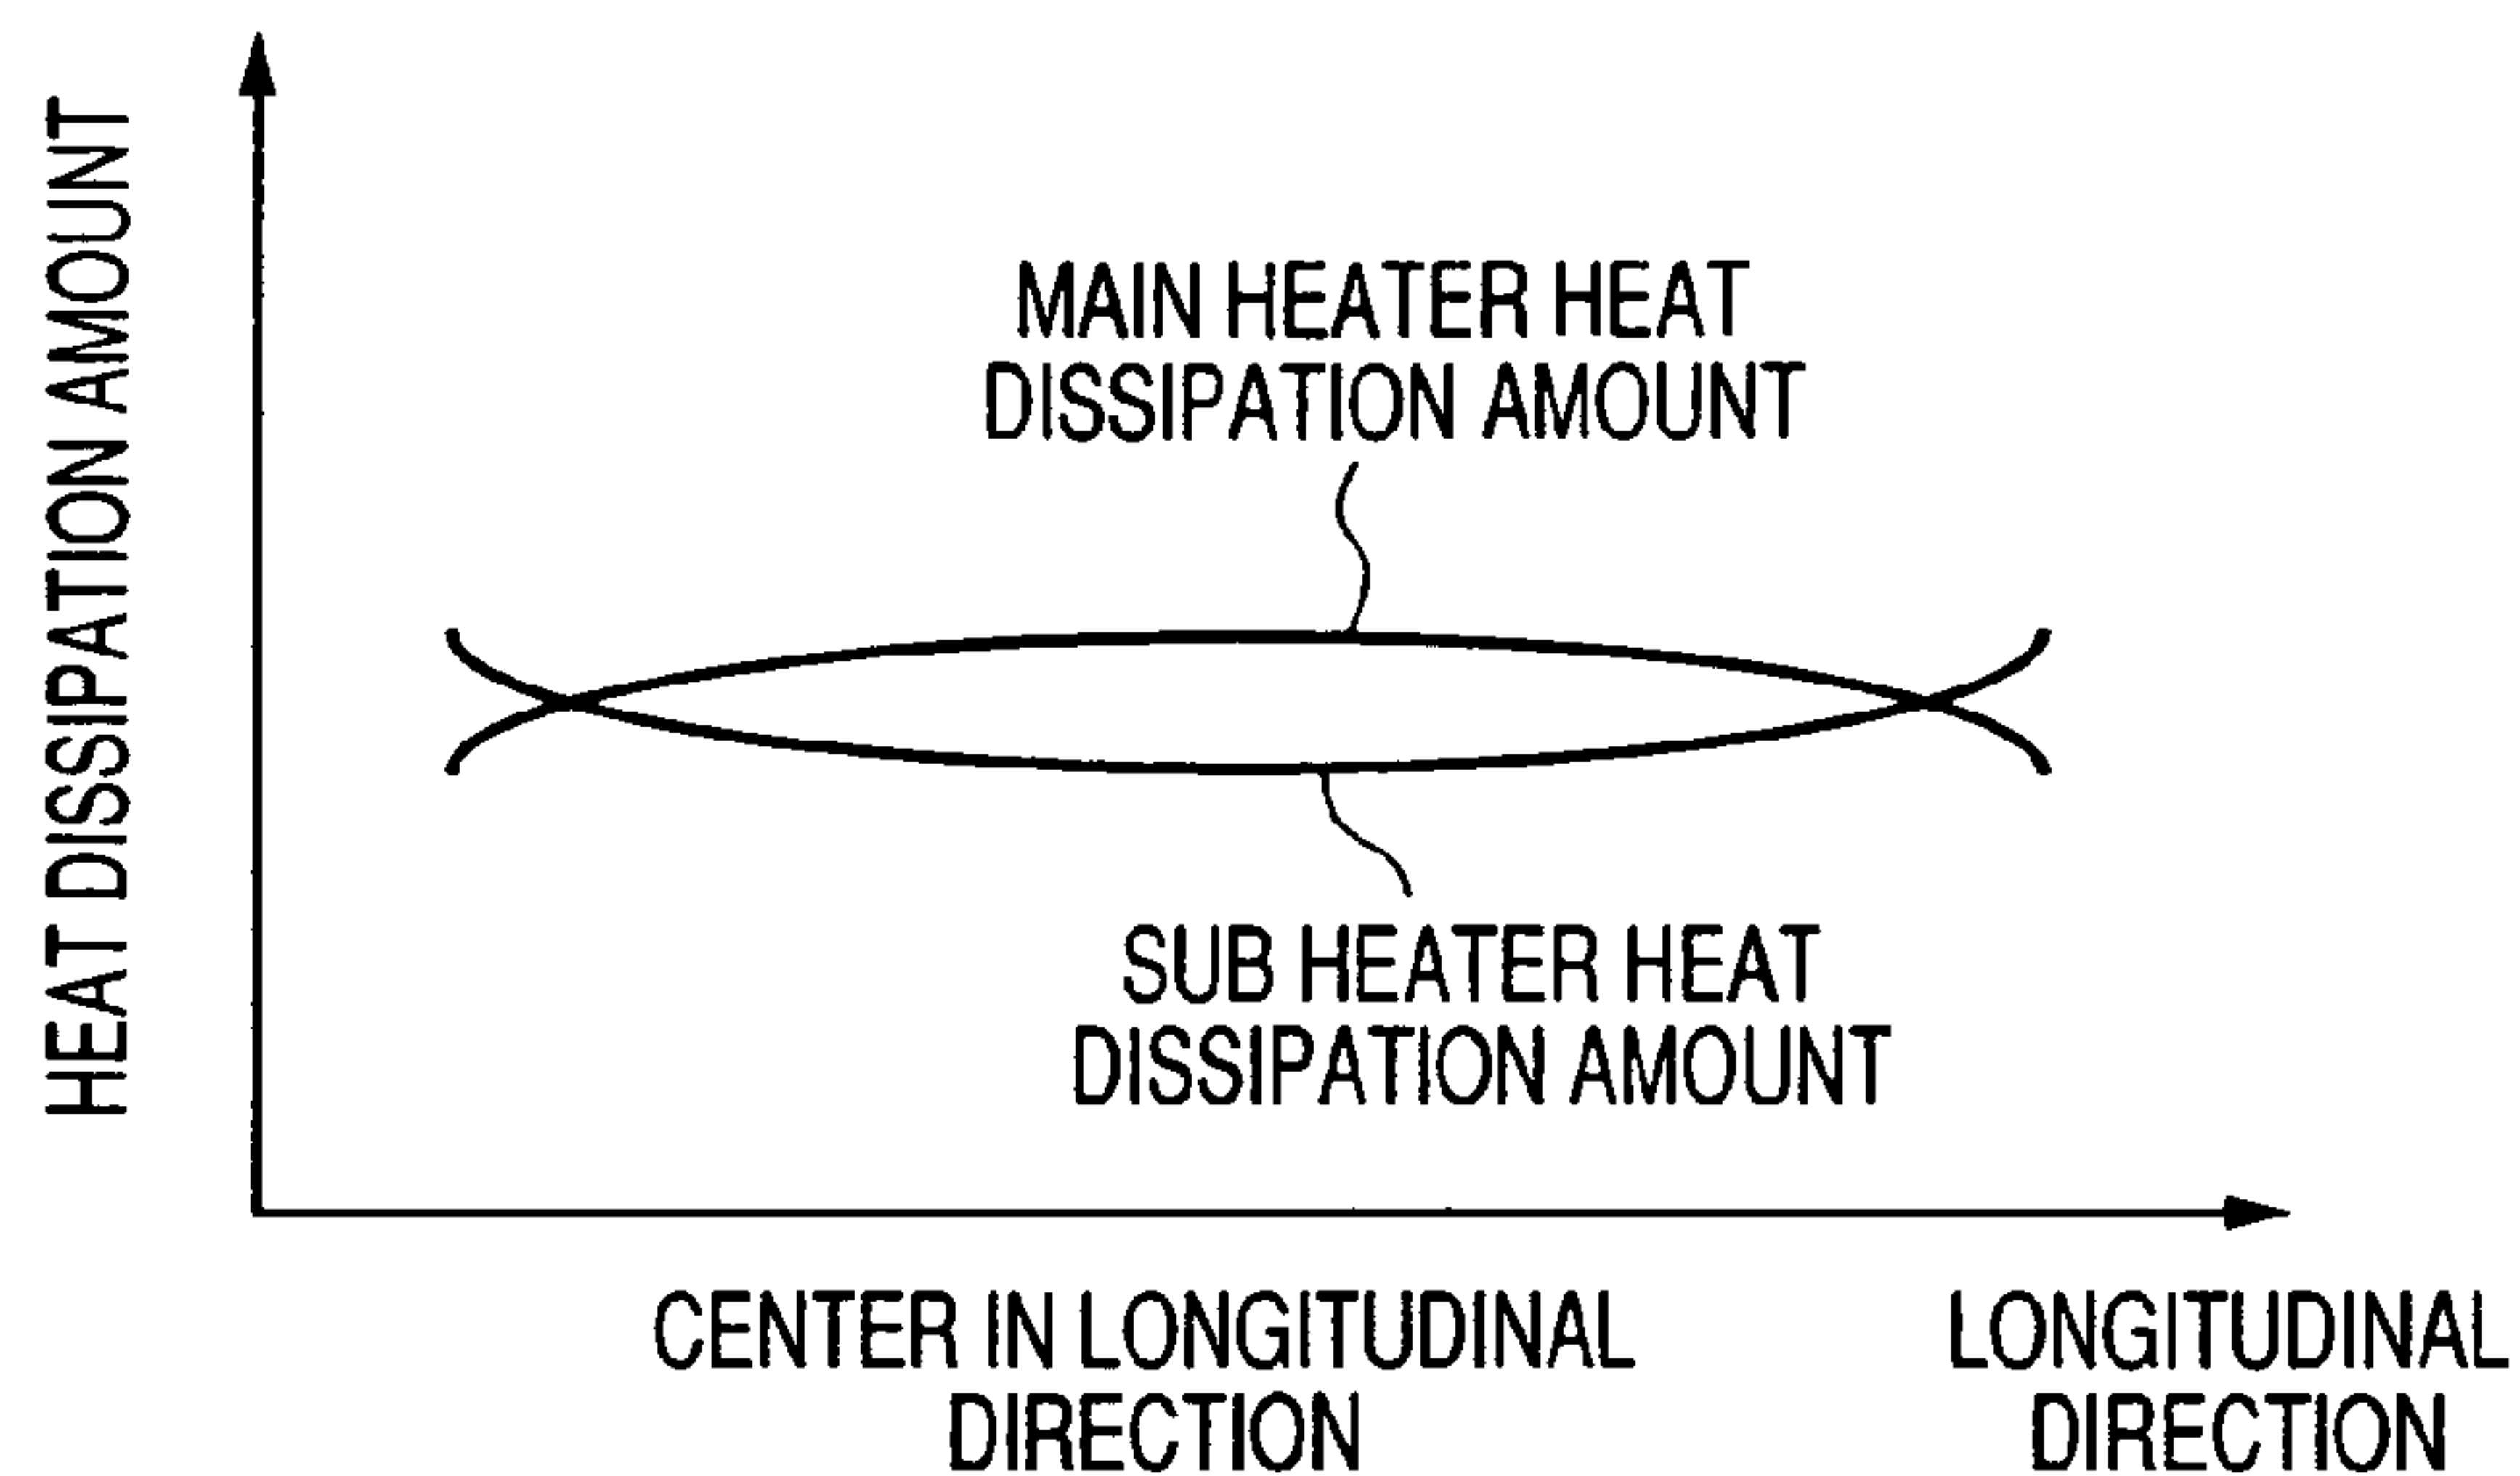 HEAT DISSIPATION AMOUNT
MAIN HEATER HEAT
DISSIPATION AMOUNT
SUB HEATER HEAT
DISSIPATION AMOUNT
CENTER IN LONGITUDINAL
DIRECTION
LONGITUDINAL
DIRECTION